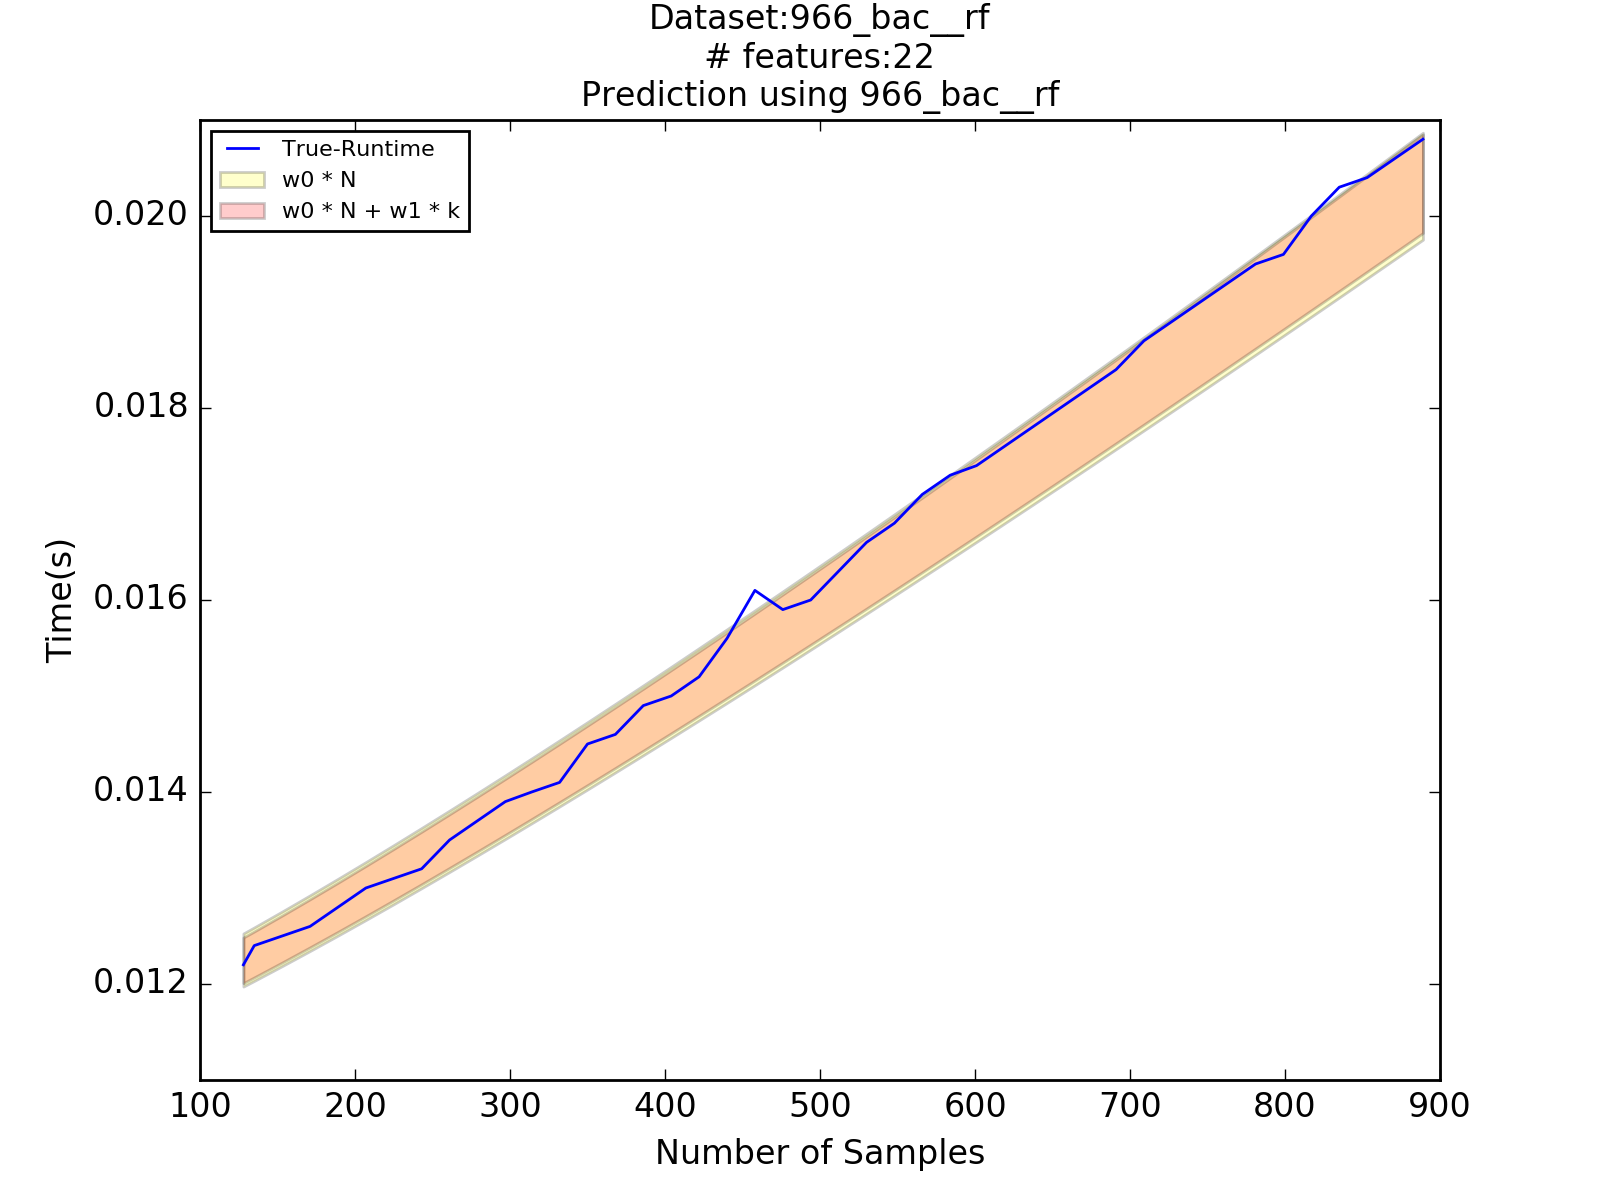 Dataset:966_bac__rf
# features:22
Prediction using 966_bac__rf
True-Runtime
w0 * N
w0 * N + w1 * k
0.020
0.018
0.016
0.014
0.012
Time(s)
100 200 300 400 500 600 700 800 900
Number of Samples